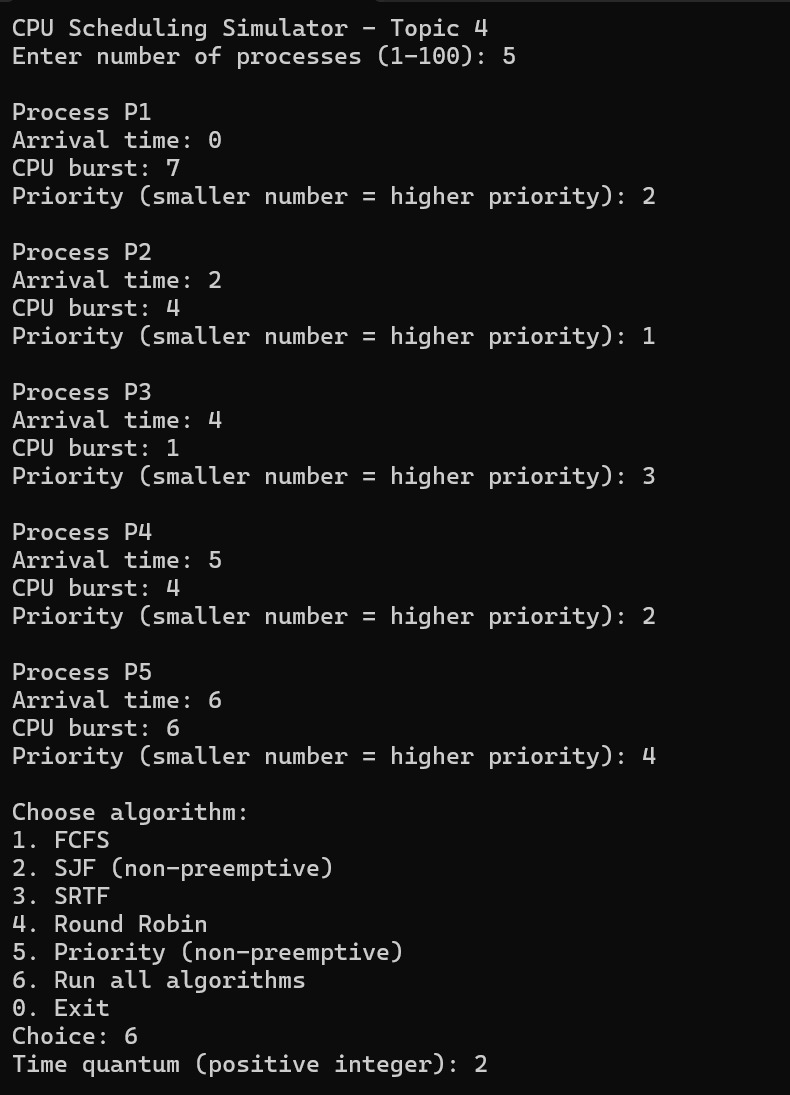 CPU Scheduling Simulator - Topic 4
Enter number of processes (1-100): 5
Process P1
Arrival time: 0
CPU burst: 7
Priority (smaller number = higher priority): 2
Process P2
Arrival time: 2
CPU burst: 4
Priority (smaller number = higher priority): 1
Process P3
Arrival time: 4
CPU burst: 1
Priority (smaller number = higher priority): 3
Process P4
Arrival time: 5
CPU burst: 4
Priority (smaller number = higher priority): 2
Process P5
Arrival time: 6
CPU burst: 6
Priority (smaller number = higher priority): 4
Choose algorithm:
1. FCFS
2. SJF (non-preemptive)
3. SRTF
4. Round Robin
5. Priority (non-preemptive)
6. Run all algorithms
0. Exit
Choice: 6
Time quantum (positive integer): 2